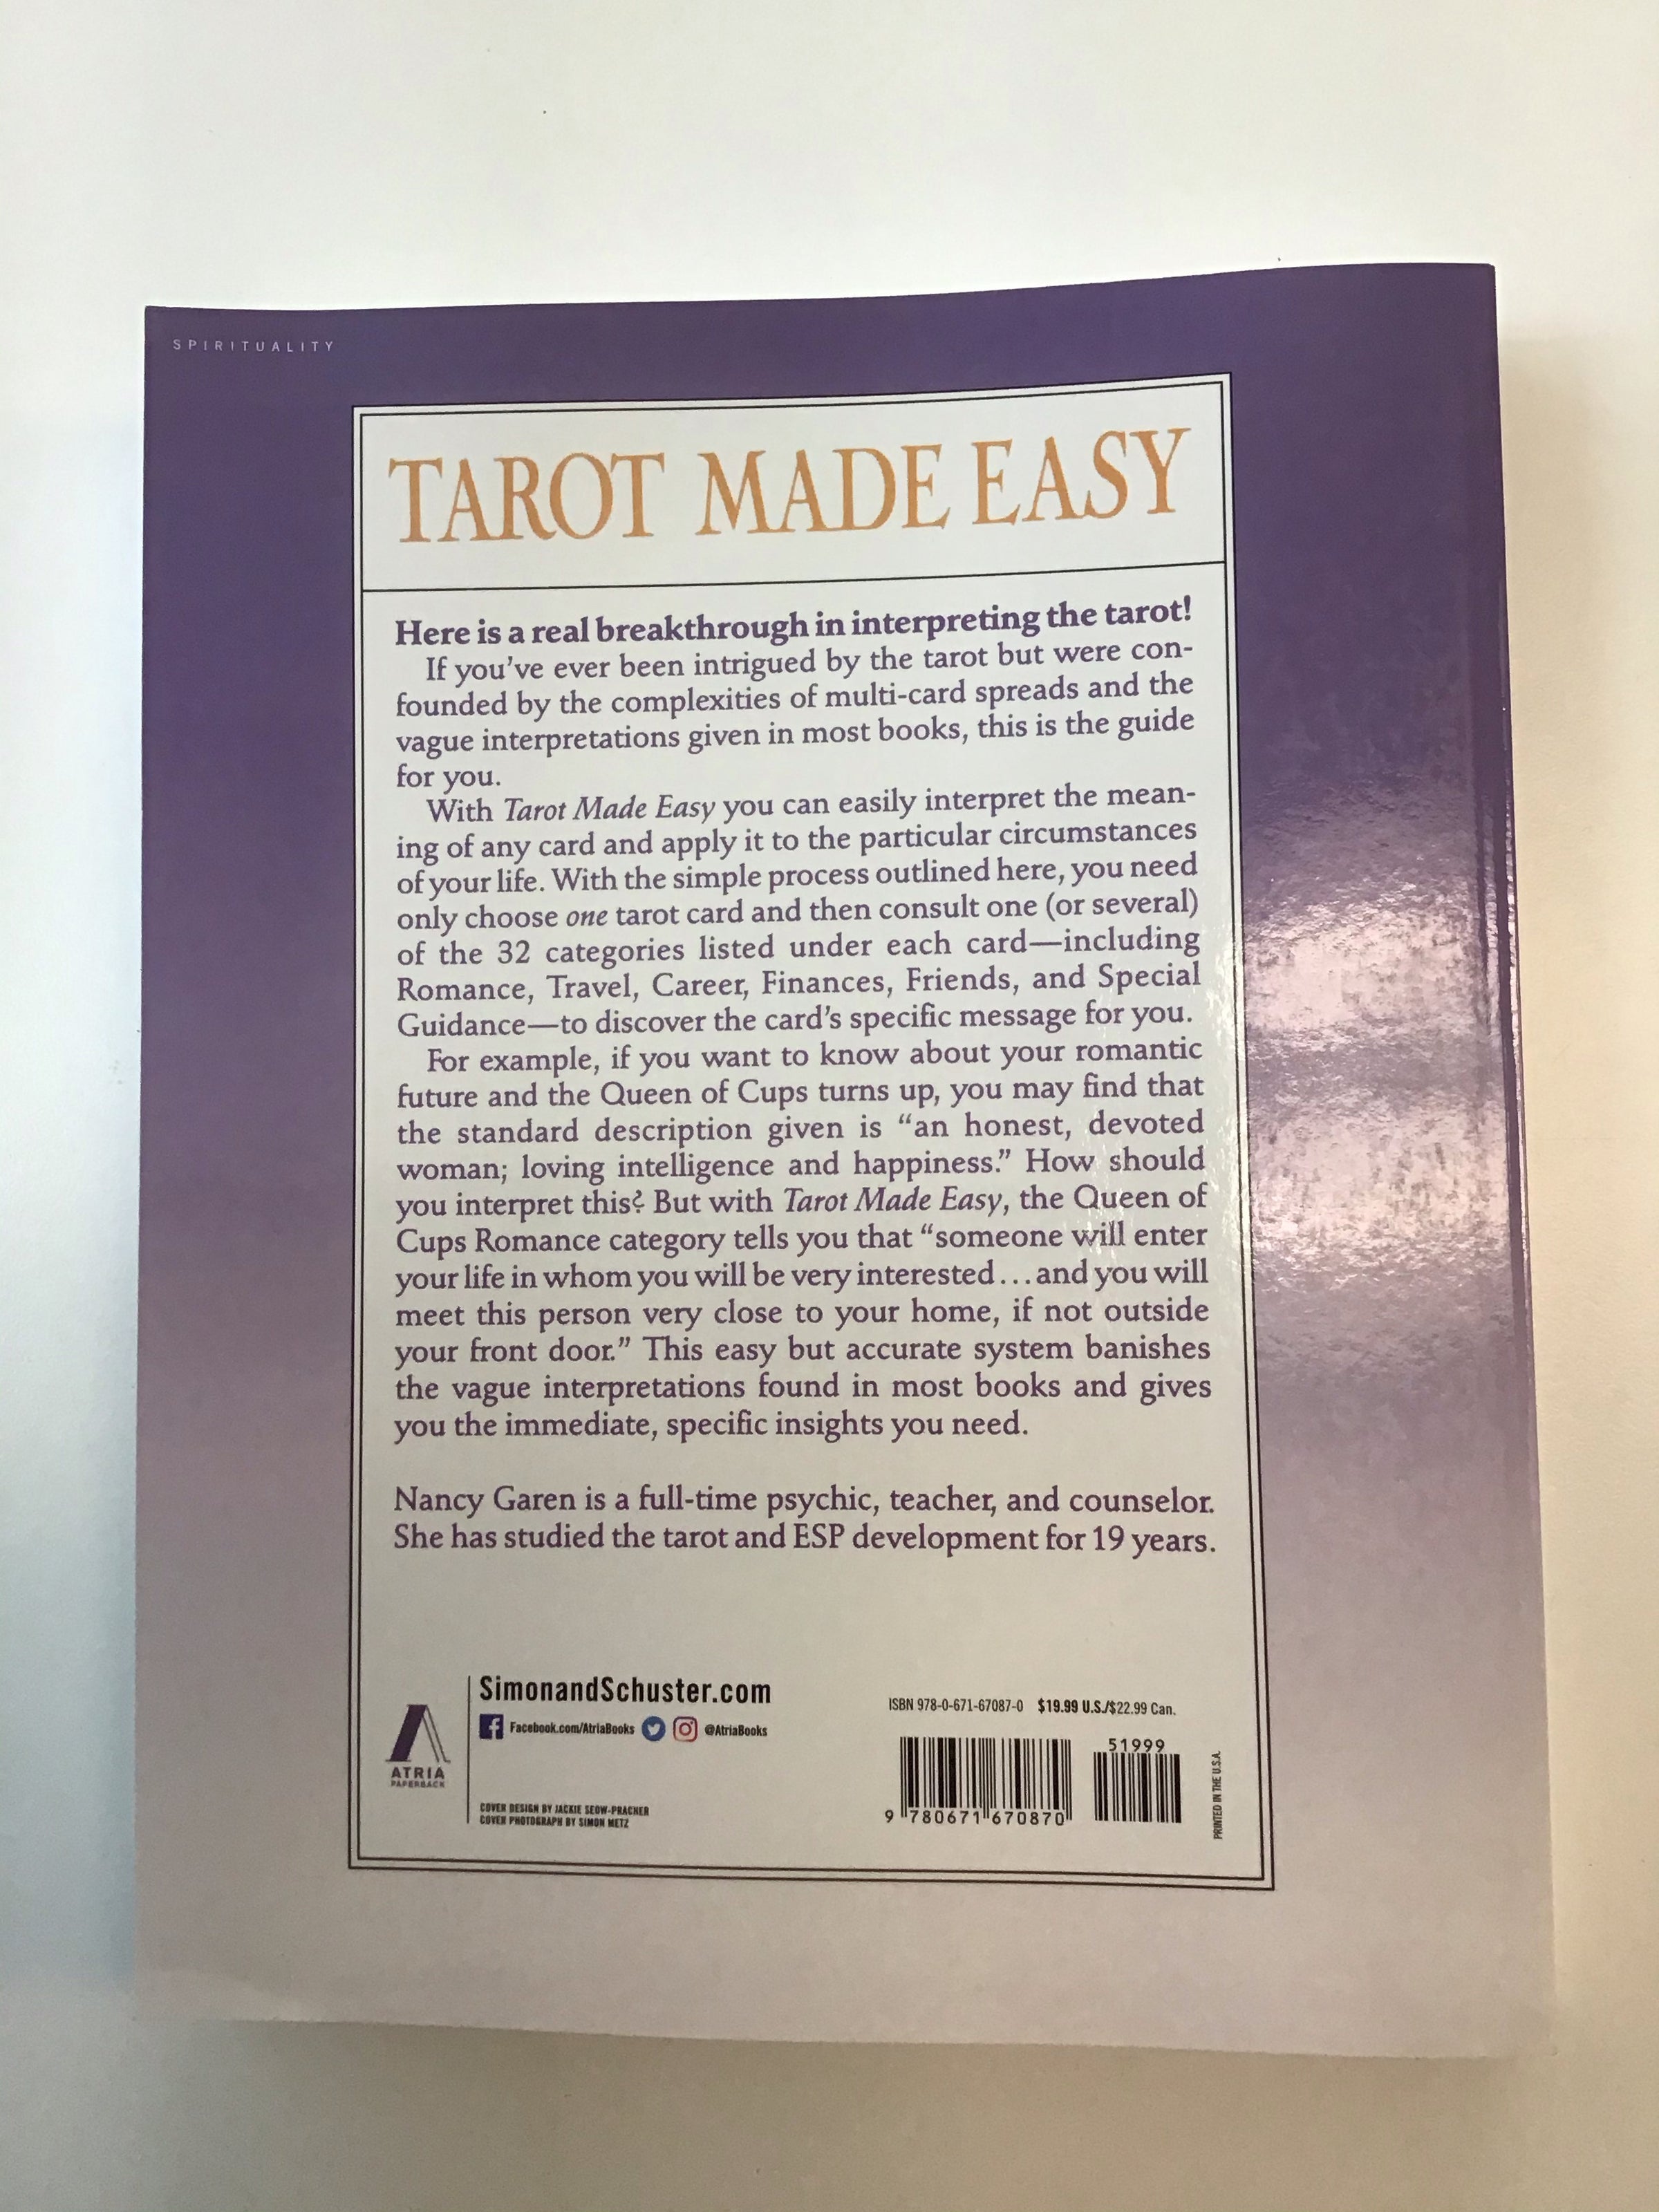 SPIRITUALITY
TAROT MADE EASY
Here is a real breakthrough in interpreting the tarot!
If you've ever been intrigued by the tarot but were con-
founded by the complexities of multi-card spreads and the
vague interpretations given in most books, this is the guide
for you.
With Tarot Made Easy you can easily interpret the mean-
ing of any card and apply it to the particular circumstances
of your life. With the simple process outlined here, you need
only choose one tarot card and then consult one (or several)
of the 32 categories listed under each card—including
Romance, Travel, Career, Finances, Friends, and Special
Guidance—to discover the card's specific message for you.
For example, if you want to know about your romantic
future and the Queen of Cups turns up, you may find that
the standard description given is “an honest, devoted
woman; loving intelligence and happiness.” How should
you interpret this? But with Tarot Made Easy, the Queen of
Cups Romance category tells you that “someone will enter
your life in whom you will be very interested...and you will
meet this person very close to your home, if not outside
your front door.” This easy but accurate system banishes
the vague interpretations found in most books and gives
you the immediate, specific insights you need.
Nancy Garen is a full-time psychic, teacher, and counselor.
She has studied the tarot and ESP development for 19 years.
ATRIA
PAPERBACK
SimonandSchuster.com
Facebook.com/AtriaBooks @AtriaBooks
COVER DESIGN BY JACKIE SEOW-PRACHER
COVER PHOTOGRAPH BY SIMON METZ
ISBN 978-0-671-67087-0 $19.99 U.S./$22.99 Can.
51999
9 780671 670870
PRINTED IN THE U.S.A.